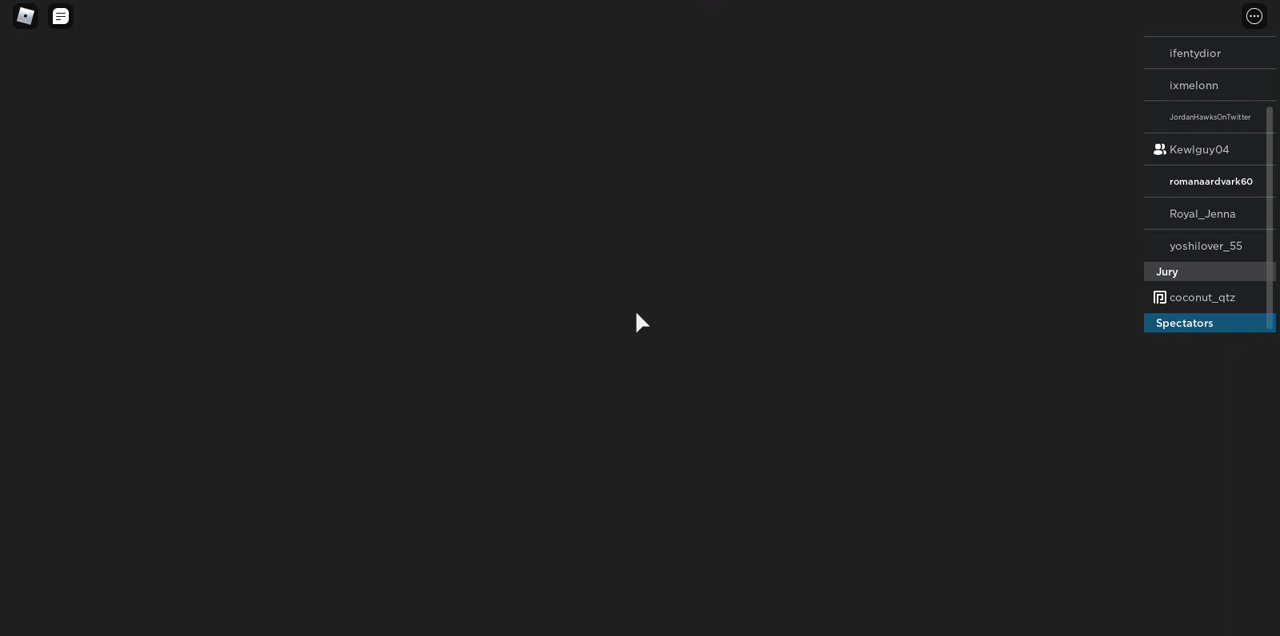 ifentydior
ixmelonn
JordanHawksOnTwitter
Kewlguy04
romanaardvark60
Royal_Jenna
yoshilover_55
Jury
coconut_qtz
Spectators